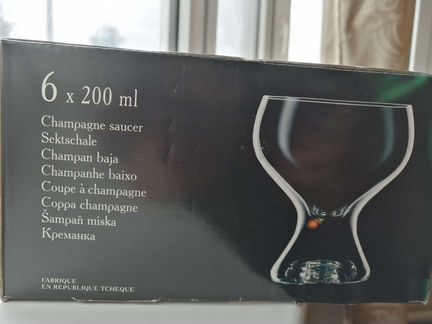 6 x 200 ml
Champagne saucer
Sektschale
Champan baja
Champanhe baixo
Coupe à champagne
Coppa champagne
Šampaň miska
Креманка
FABRIQUE
EN REPUBLIQUE TCHEQUE